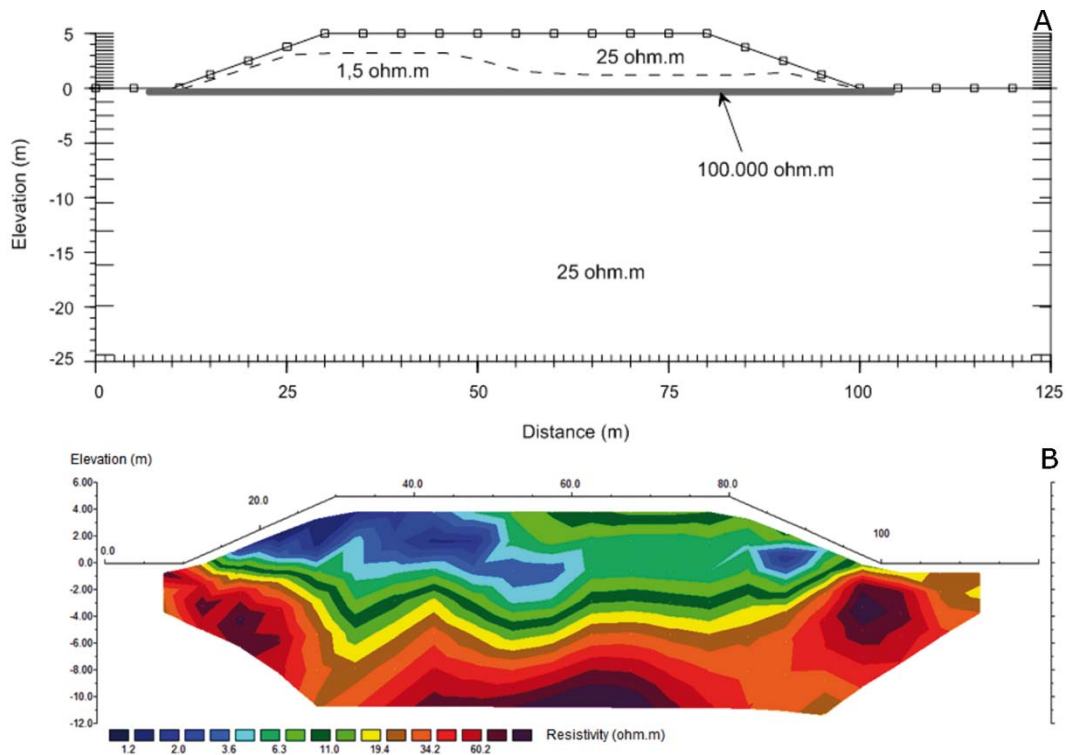 A
5
0
-5
-10
-15
-20
-25
Elevation (m)
1,5 ohm.m
25 ohm.m
100.000 ohm.m
25 ohm.m
0 25 50 75 100 125
Distance (m)
B
Elevation (m)
6.00
4.00
2.00
0.0
-2.00
-4.00
-6.00
-8.00
-10.0
-12.0
0.0 20.0 40.0 60.0 80.0 100
Resistivity (ohm.m)
1.2 2.0 3.6 6.3 11.0 19.4 34.2 60.2